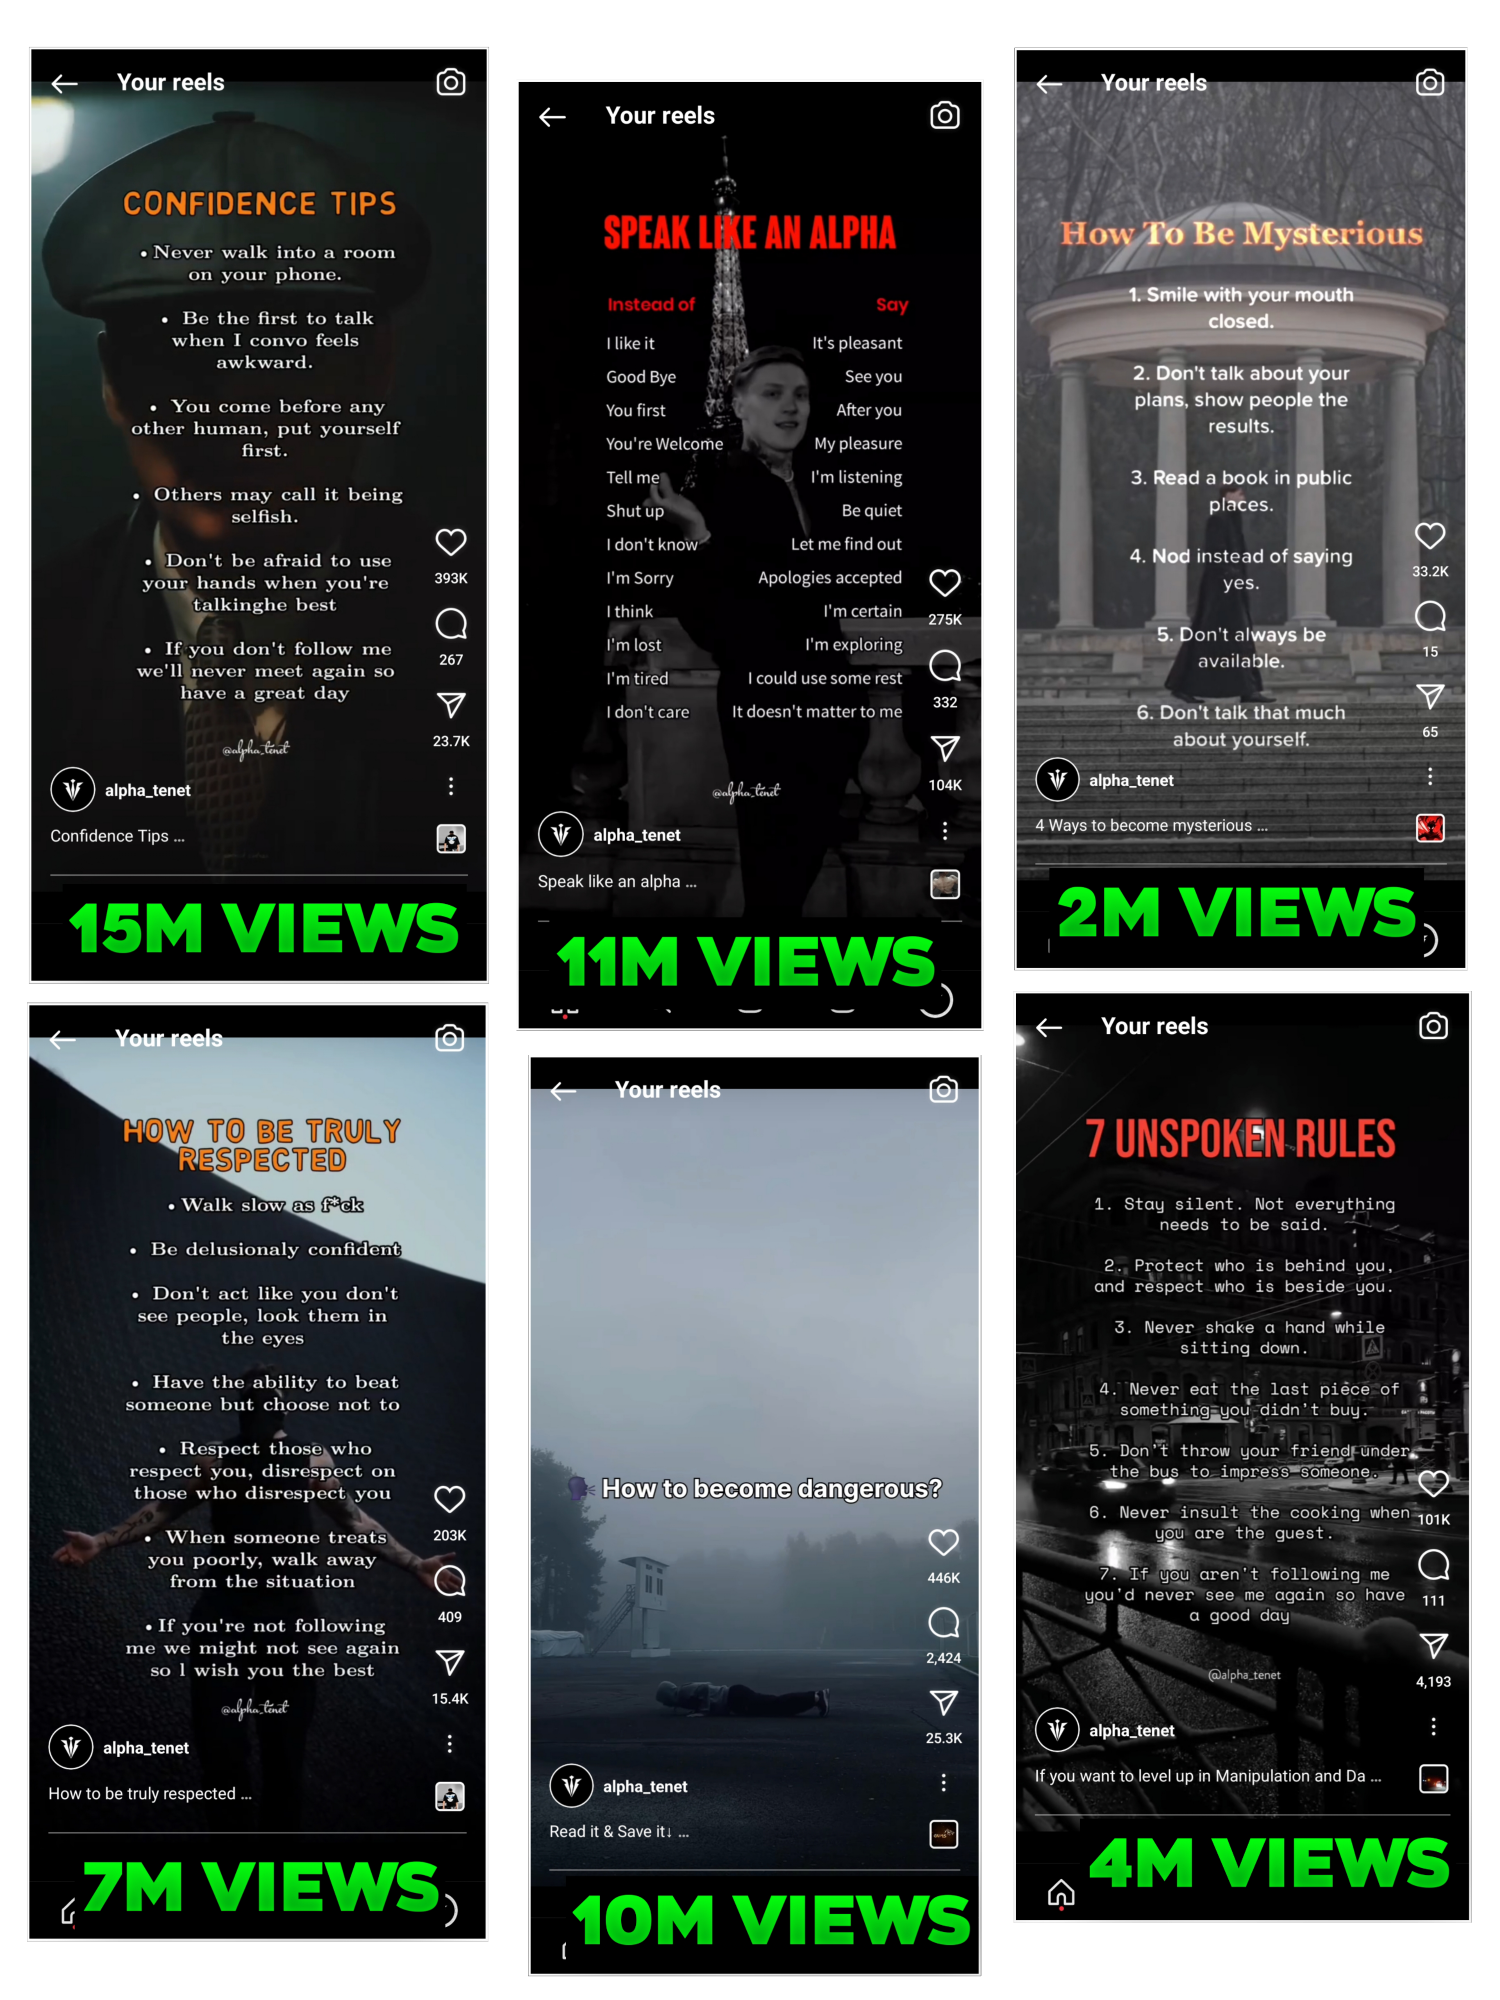 Your reels
CONFIDENCE TIPS
• Never walk into a room
on your phone.
• Be the first to talk
when I convo feels
awkward.
• You come before any
other human, put yourself
first.
• Others may call it being
selfish.
• Don't be afraid to use
your hands when you're
talkinghe best
• If you don't follow me
we'll never meet again so
have a great day
@alpha_tenet
393K
267
23.7K
alpha_tenet
Confidence Tips ...
15M VIEWS
Your reels
SPEAK LIKE AN ALPHA
Instead of Say
I like it It's pleasant
Good Bye See you
You first After you
You're Welcome My pleasure
Tell me I'm listening
Shut up Be quiet
I don't know Let me find out
I'm Sorry Apologies accepted
I think I'm certain
I'm lost I'm exploring
I'm tired I could use some rest
I don't care It doesn't matter to me
@alpha_tenet
275K
332
104K
alpha_tenet
Speak like an alpha ...
11M VIEWS
Your reels
How To Be Mysterious
1. Smile with your mouth
closed.
2. Don't talk about your
plans, show people the
results.
3. Read a book in public
places.
4. Nod instead of saying
yes.
5. Don't always be
available.
6. Don't talk that much
about yourself.
33.2K
15
65
alpha_tenet
4 Ways to become mysterious ...
2M VIEWS
Your reels
HOW TO BE TRULY
RESPECTED
• Walk slow as f*ck
• Be delusionaly confident
• Don't act like you don't
see people, look them in
the eyes
• Have the ability to beat
someone but choose not to
• Respect those who
respect you, disrespect on
those who disrespect you
• When someone treats
you poorly, walk away
from the situation
• If you're not following
me we might not see again
so l wish you the best
@alpha_tenet
203K
409
15.4K
alpha_tenet
How to be truly respected ...
7M VIEWS
Your reels
🗣 How to become dangerous?
446K
2,424
25.3K
alpha_tenet
Read it & Save it↓ ...
10M VIEWS
Your reels
7 UNSPOKEN RULES
1. Stay silent. Not everything
needs to be said.
2. Protect who is behind you,
and respect who is beside you.
3. Never shake a hand while
sitting down.
4. Never eat the last piece of
something you didn't buy.
5. Don't throw your friend under
the bus to impress someone.
6. Never insult the cooking when
you are the guest.
7. If you aren't following me
you'd never see me again so have
a good day
@alpha_tenet
101K
111
4,193
alpha_tenet
If you want to level up in Manipulation and Da ...
4M VIEWS